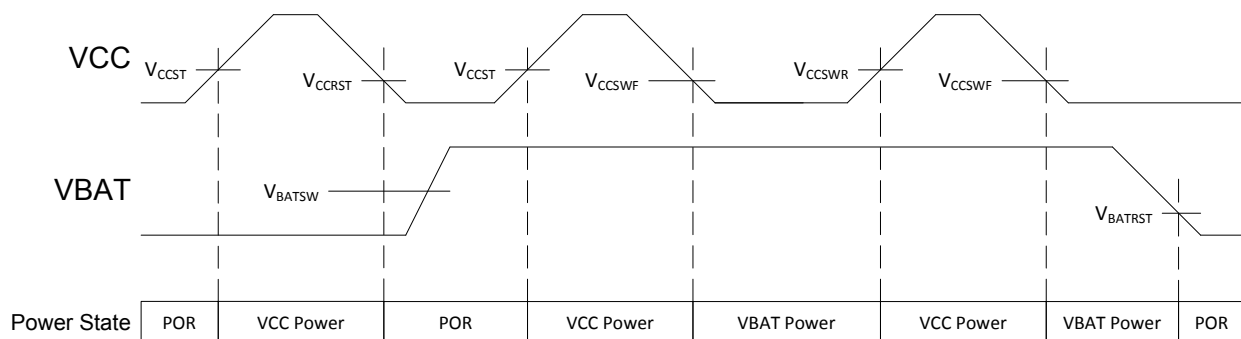 VCC
VCCST
VCCRST
VCCST
VCCSWF
VCCSWR
VCCSWF
VBAT
VBATSW
VBATRST
Power State POR VCC Power POR VCC Power VBAT Power VCC Power VBAT Power POR